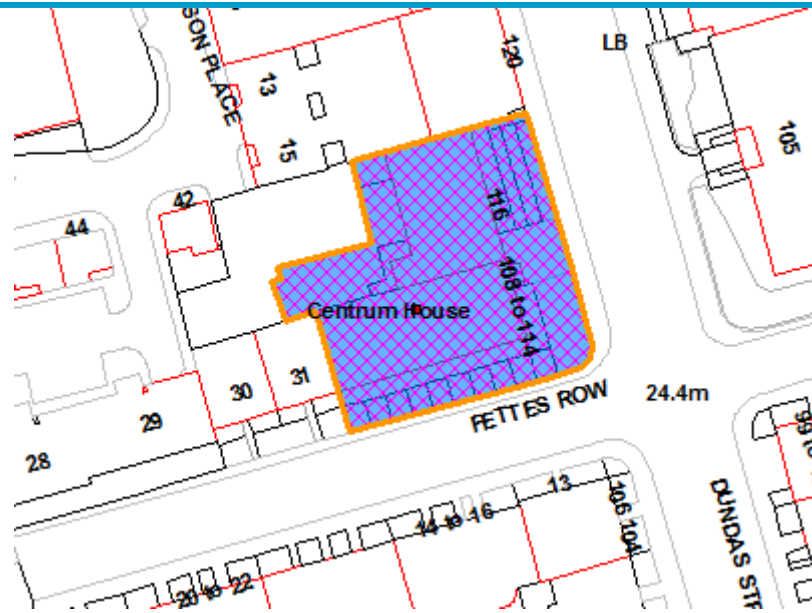 SON PLACE
120
LB
13
15
105
42
116
44
108 to 114
Centrum House
24.4m
31
30
FETTES ROW
29
28
13
16
14
106
104
DUNDAS STR
22
20